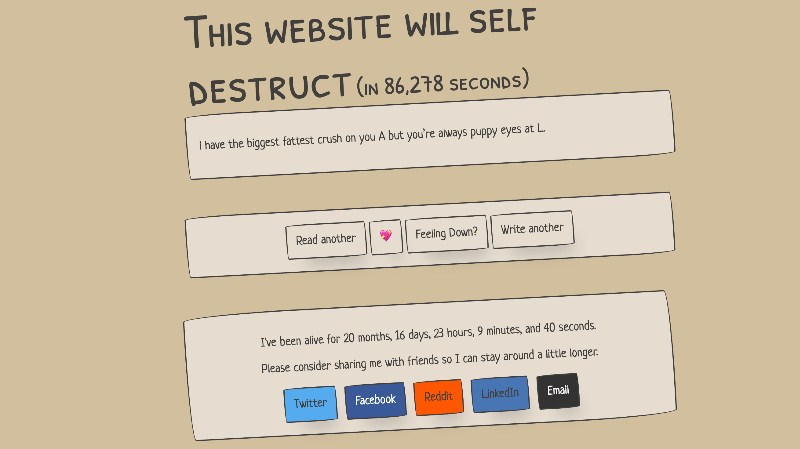 This website will self
destruct (in 86,278 seconds)
I have the biggest fattest crush on you A but you're always puppy eyes at L.
Read another
Feeling Down?
Write another
I've been alive for 20 months, 16 days, 23 hours, 9 minutes, and 40 seconds.
Please consider sharing me with friends so I can stay around a little longer.
Twitter
Facebook
Reddit
LinkedIn
Email